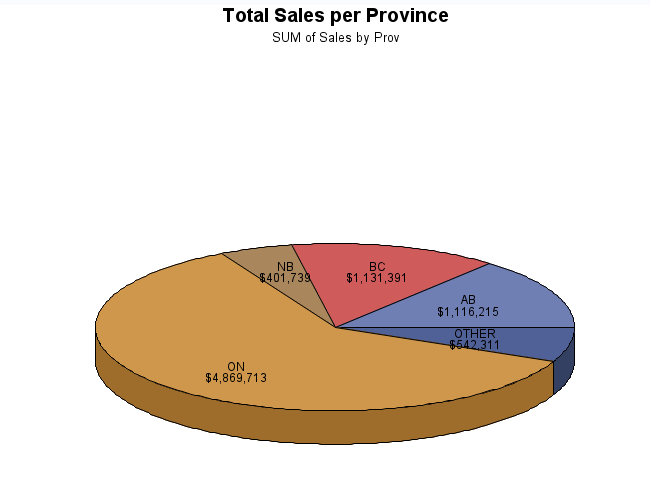 Total Sales per Province
SUM of Sales by Prov
NB
$401,739
BC
$1,131,391
AB
$1,116,215
OTHER
$542,311
ON
$4,869,713